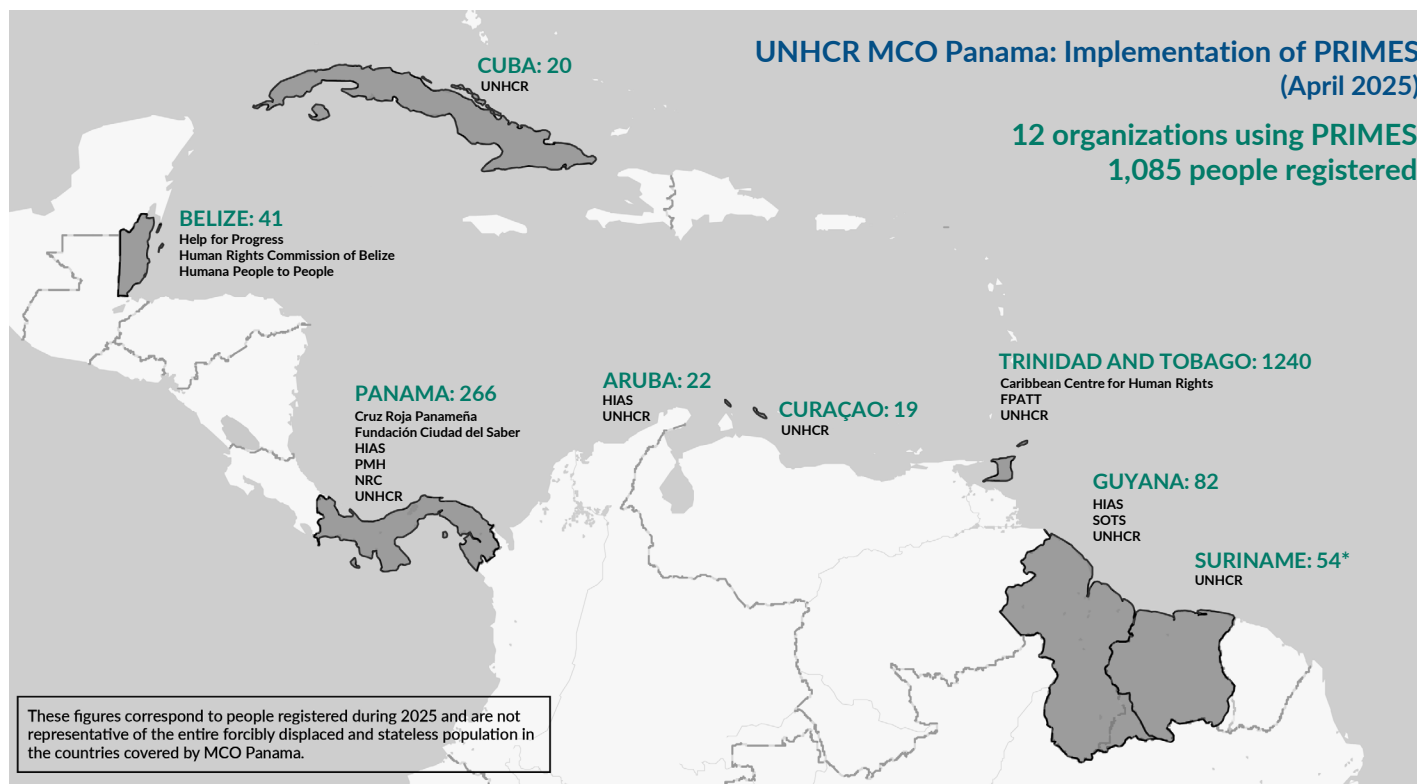 UNHCR MCO Panama: Implementation of PRIMES
(April 2025)
12 organizations using PRIMES
1,085 people registered
CUBA: 20
UNHCR
BELIZE: 41
Help for Progress
Human Rights Commission of Belize
Humana People to People
PANAMA: 266
Cruz Roja Panameña
Fundación Ciudad del Saber
HIAS
PMH
NRC
UNHCR
ARUBA: 22
HIAS
UNHCR
CURAÇAO: 19
UNHCR
TRINIDAD AND TOBAGO: 1240
Caribbean Centre for Human Rights
FPATT
UNHCR
GUYANA: 82
HIAS
SOTS
UNHCR
SURINAME: 54*
UNHCR
These figures correspond to people registered during 2025 and are not
representative of the entire forcibly displaced and stateless population in
the countries covered by MCO Panama.